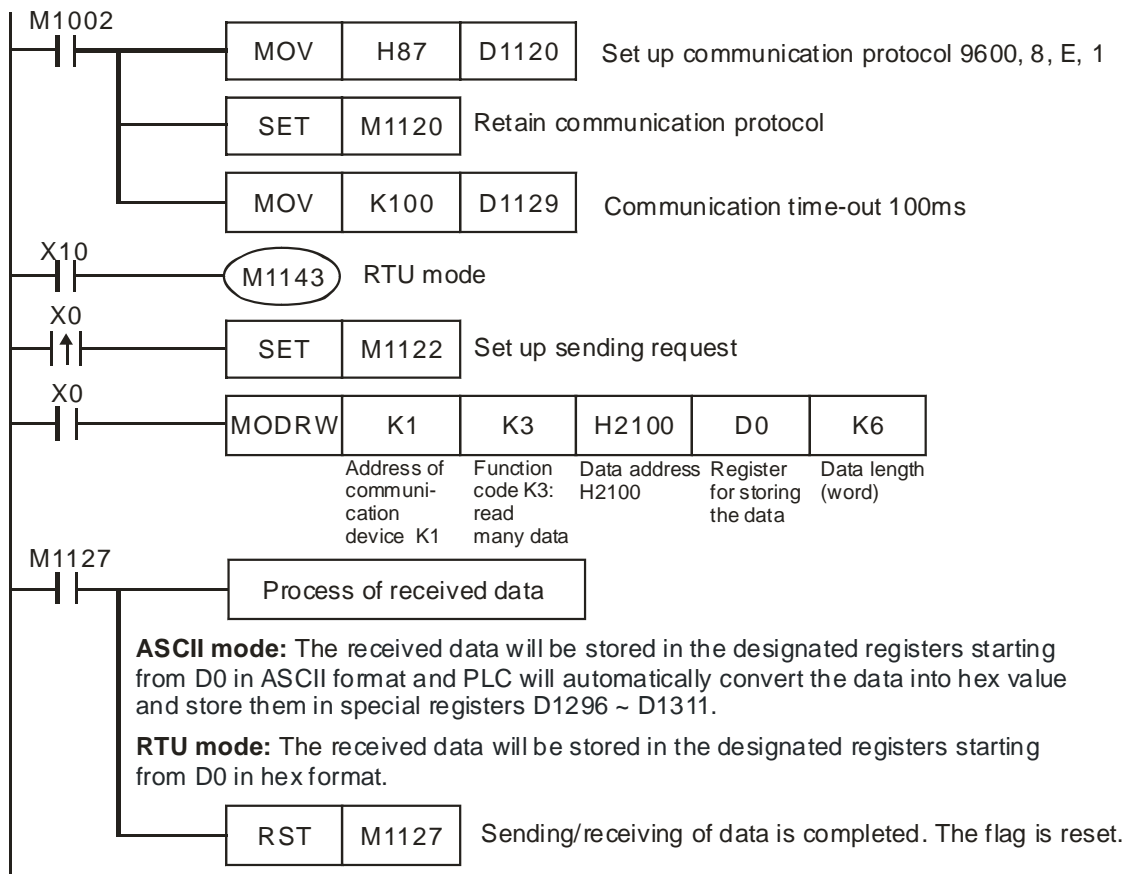 M1002
MOV H87 D1120 Set up communication protocol 9600, 8, E, 1
SET M1120 Retain communication protocol
MOV K100 D1129 Communication time-out 100ms
X10
M1143 RTU mode
X0
SET M1122 Set up sending request
X0
MODRW K1 K3 H2100 D0 K6
Address of
communi-
cation
device K1
Function
code K3:
read
many data
Data address
H2100
Register
for storing
the data
Data length
(word)
M1127
Process of received data
ASCII mode: The received data will be stored in the designated registers starting
from D0 in ASCII format and PLC will automatically convert the data into hex value
and store them in special registers D1296 ~ D1311.
RTU mode: The received data will be stored in the designated registers starting
from D0 in hex format.
RST M1127 Sending/receiving of data is completed. The flag is reset.